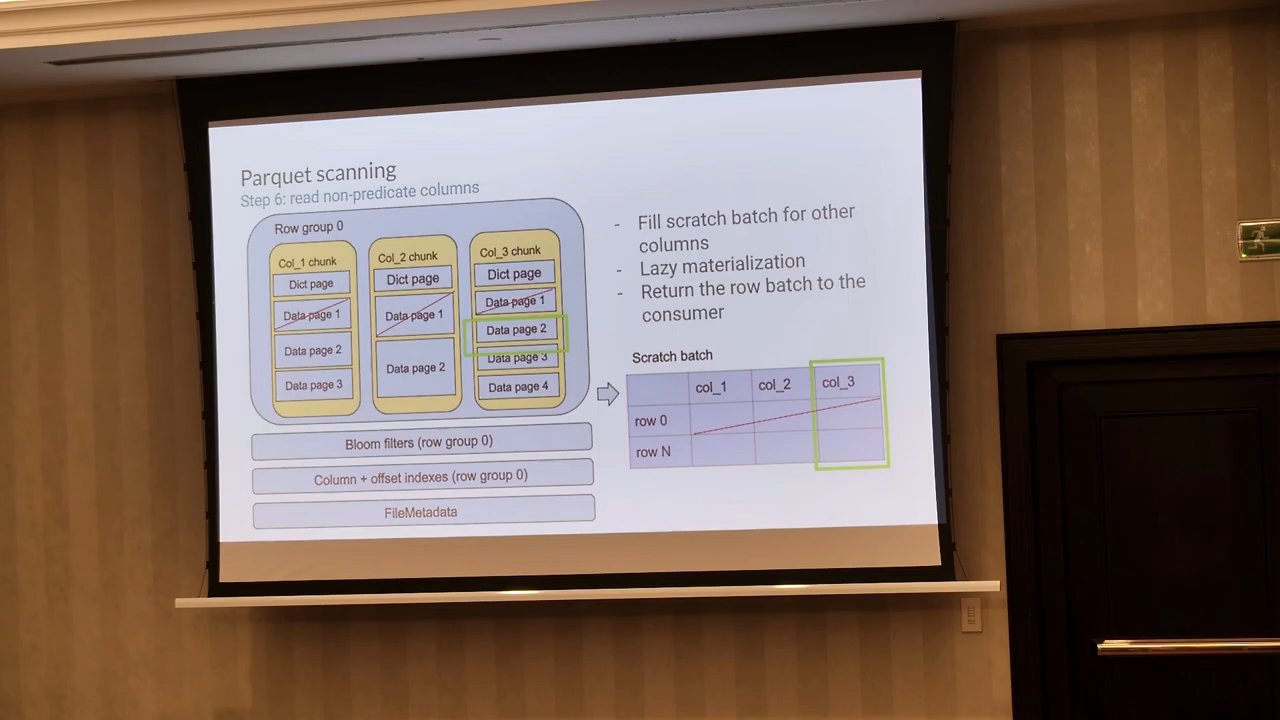 Parquet scanning
Step 6: read non-predicate columns
Row group 0
Col_1 chunk
Dict page
Data page 1
Data page 2
Data page 3
Col_2 chunk
Dict page
Data page 1
Data page 2
Col_3 chunk
Dict page
Data page 1
Data page 2
Data page 3
Data page 4
Bloom filters (row group 0)
Column + offset indexes (row group 0)
FileMetadata
- Fill scratch batch for other
columns
- Lazy materialization
- Return the row batch to the
consumer
Scratch batch
col_1 col_2 col_3
row 0
row N